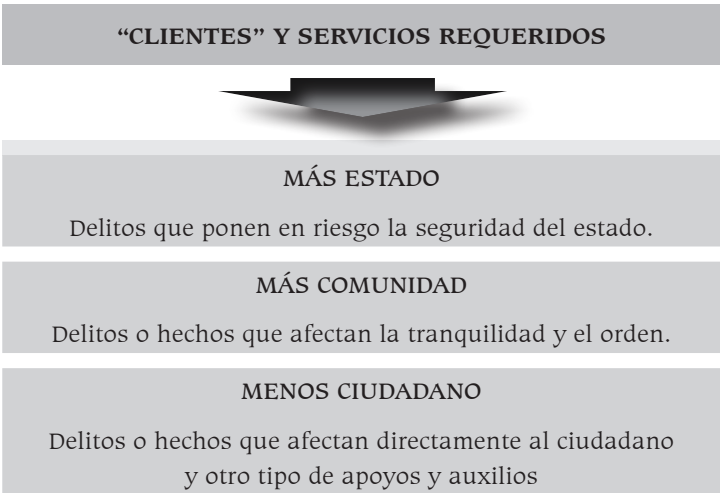 “CLIENTES” Y SERVICIOS REQUERIDOS
MÁS ESTADO
Delitos que ponen en riesgo la seguridad del estado.
MÁS COMUNIDAD
Delitos o hechos que afectan la tranquilidad y el orden.
MENOS CIUDADANO
Delitos o hechos que afectan directamente al ciudadano
y otro tipo de apoyos y auxilios